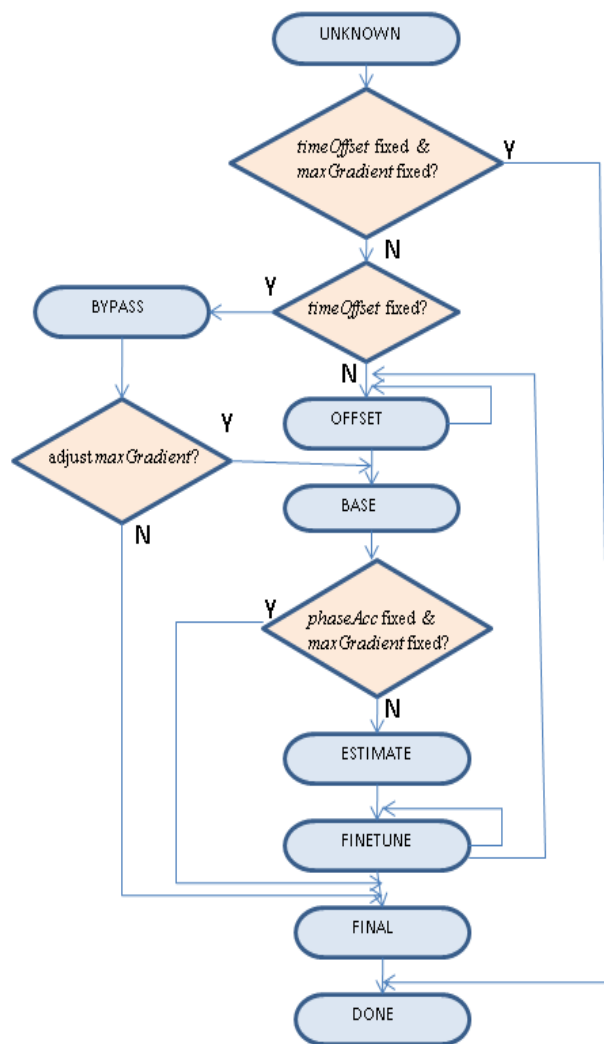 UNKNOWN
timeOffset fixed &
maxGradient fixed?
Y
N
Y
timeOffset fixed?
BYPASS
N
OFFSET
Y
adjust maxGradient?
BASE
N
Y
phaseAcc fixed &
maxGradient fixed?
N
ESTIMATE
FINETUNE
FINAL
DONE